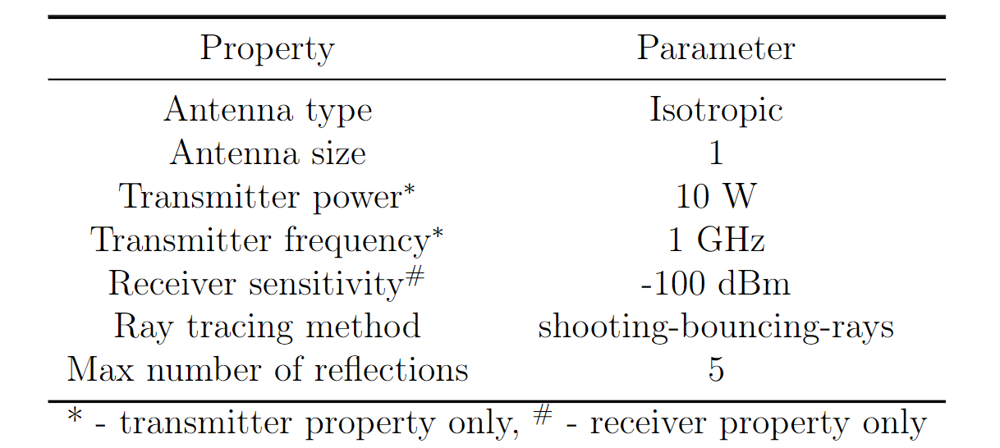 Property Parameter
Antenna type Isotropic
Antenna size 1
Transmitter power* 10 W
Transmitter frequency* 1 GHz
Receiver sensitivity# -100 dBm
Ray tracing method shooting-bouncing-rays
Max number of reflections 5
* - transmitter property only, # - receiver property only